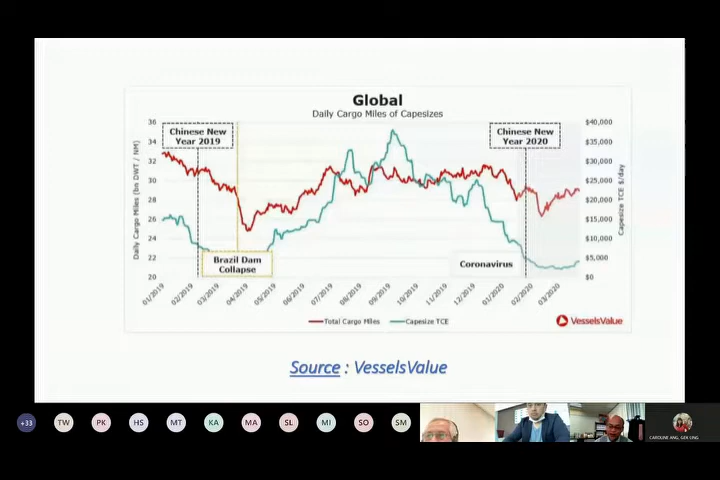 Global
Daily Cargo Miles of Capesizes
Daily Cargo Miles (bn DWT / NM)
36
34
32
30
28
26
24
22
20
Chinese New
Year 2019
Chinese New
Year 2020
Brazil Dam
Collapse
Coronavirus
$40,000
$35,000
$30,000
$25,000
$20,000
$15,000
$10,000
$5,000
$0
Capesize TCE $/day
01/2019
02/2019
03/2019
04/2019
05/2019
06/2019
07/2019
08/2019
09/2019
10/2019
11/2019
12/2019
01/2020
02/2020
03/2020
Total Cargo Miles
Capesize TCE
VesselsValue
Source : VesselsValue
+33
TW
PK
HS
MT
KA
MA
SL
MI
SO
SM
CAROLINE ANG, GEK LING